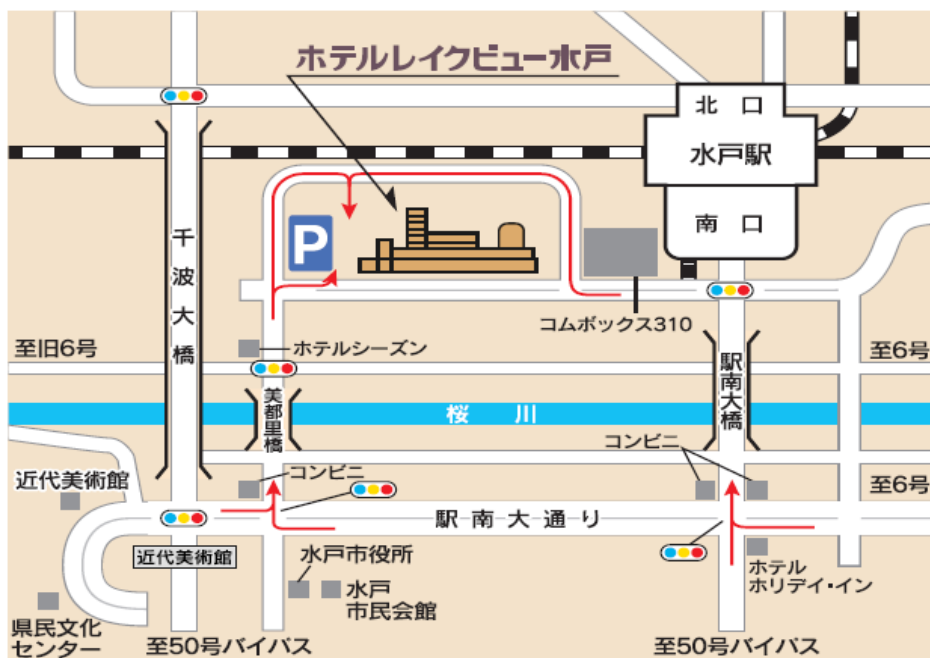 ホテルレイクビュー水戸
北口
水戸駅
南口
千波大橋
P
コムボックス310
至旧6号
ホテルシーズン
至6号
美都里橋
桜川
駅南大橋
コンビニ
近代美術館
コンビニ
至6号
駅南大通り
近代美術館
水戸市役所
水戸
市民会館
ホテル
ホリデイ・イン
県民文化
センター
至50号バイパス
至50号バイパス